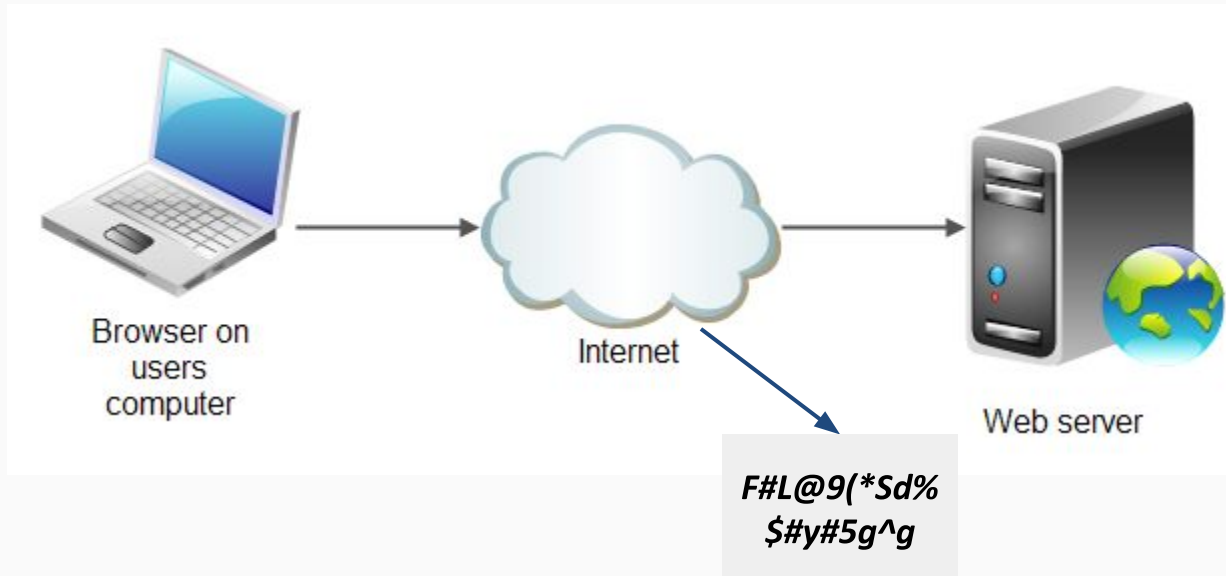 Browser on
users
computer
Internet
Web server
F#L@9(*Sd%
$#y#5g^g